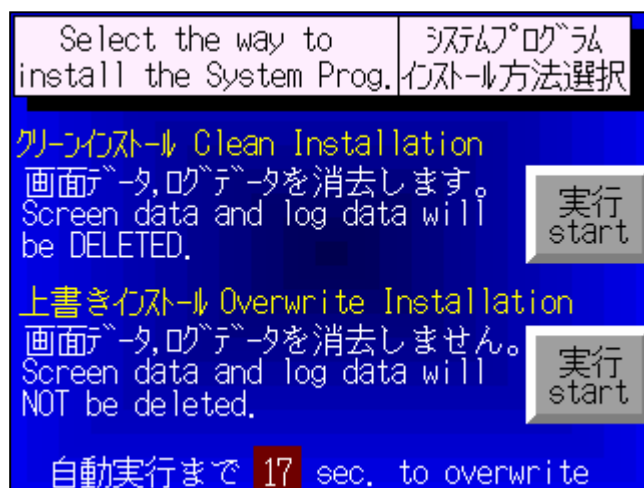 Select the way to
install the System Prog.
ｼｽﾃﾑﾌﾟﾛｸﾞﾗﾑ
ｲﾝｽﾄｰﾙ方法選択
ｸﾘｰﾝｲﾝｽﾄｰﾙ Clean Installation
画面ﾃﾞｰﾀ,ﾛｸﾞﾃﾞｰﾀを消去します。
Screen data and log data will
be DELETED.
実行
start
上書きｲﾝｽﾄｰﾙ Overwrite Installation
画面ﾃﾞｰﾀ,ﾛｸﾞﾃﾞｰﾀを消去しません。
Screen data and log data will
NOT be deleted.
実行
start
自動実行まで 17 sec. to overwrite